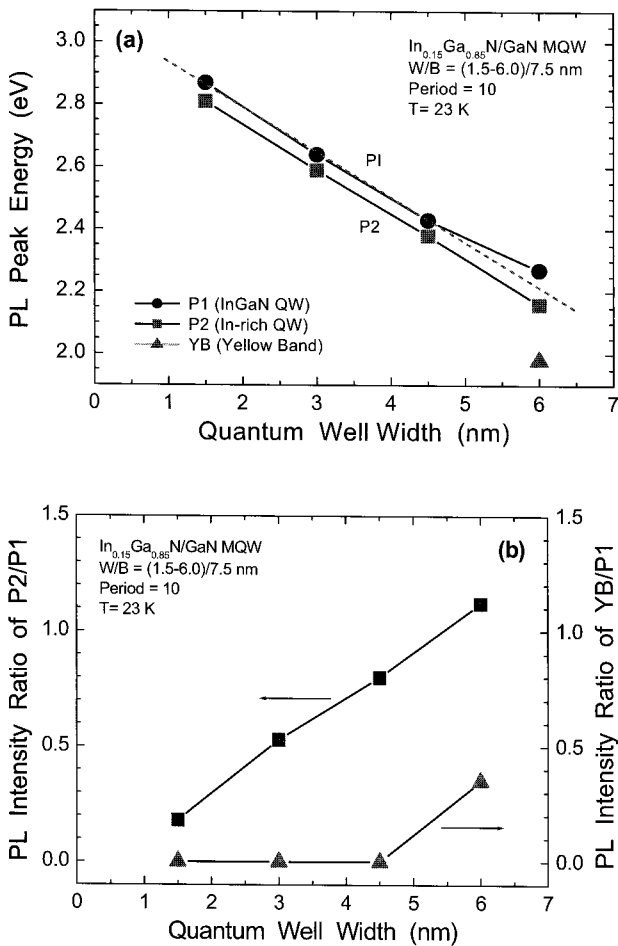 (a)
In0.15Ga0.85N/GaN MQW
W/B = (1.5-6.0)/7.5 nm
Period = 10
T= 23 K
P1
P2
P1 (InGaN QW)
P2 (In-rich QW)
YB (Yellow Band)
PL Peak Energy (eV)
3.0
2.8
2.6
2.4
2.2
2.0
0 1 2 3 4 5 6 7
Quantum Well Width (nm)
(b)
In0.15Ga0.85N/GaN MQW
W/B = (1.5-6.0)/7.5 nm
Period = 10
T= 23 K
PL Intensity Ratio of P2/P1
1.5
1.0
0.5
0.0
PL Intensity Ratio of YB/P1
1.5
1.0
0.5
0.0
0 1 2 3 4 5 6 7
Quantum Well Width (nm)